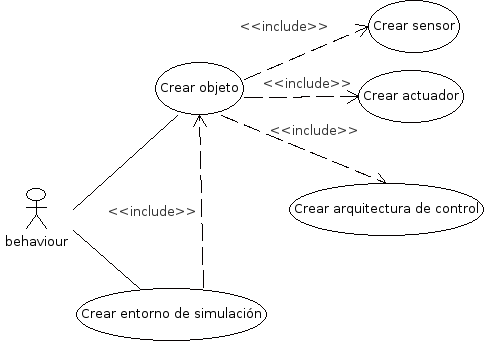 <<include>>
Crear sensor
Crear objeto
<<include>>
Crear actuador
<<include>>
<<include>>
Crear arquitectura de control
behaviour
Crear entorno de simulación